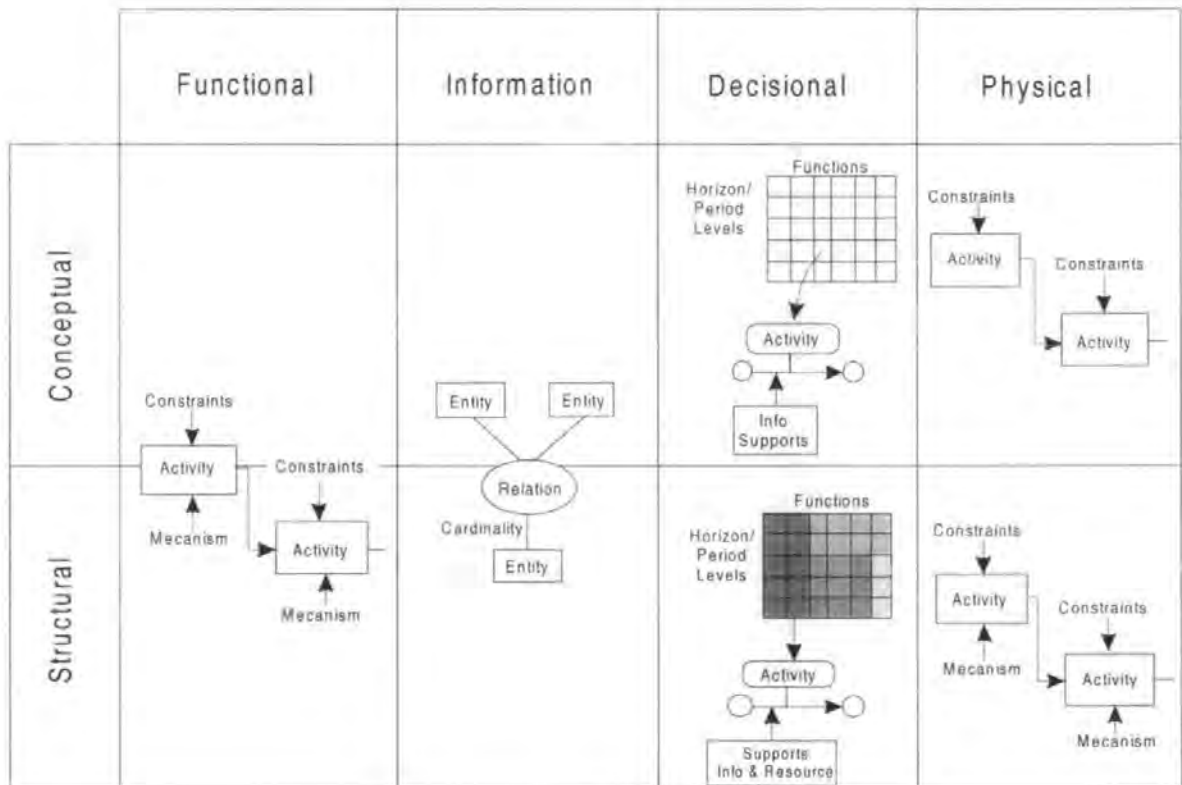 Functional
Information
Decisional
Physical
Conceptual
Functions
Horizon/
Period
Levels
Activity
Info
Supports
Constraints
Activity
Constraints
Activity
Constraints
Activity
Mecanism
Constraints
Activity
Mecanism
Entity
Entity
Relation
Cardinality
Entity
Structural
Functions
Horizon/
Period
Levels
Activity
Supports
Info & Resource
Constraints
Activity
Mecanism
Constraints
Activity
Mecanism